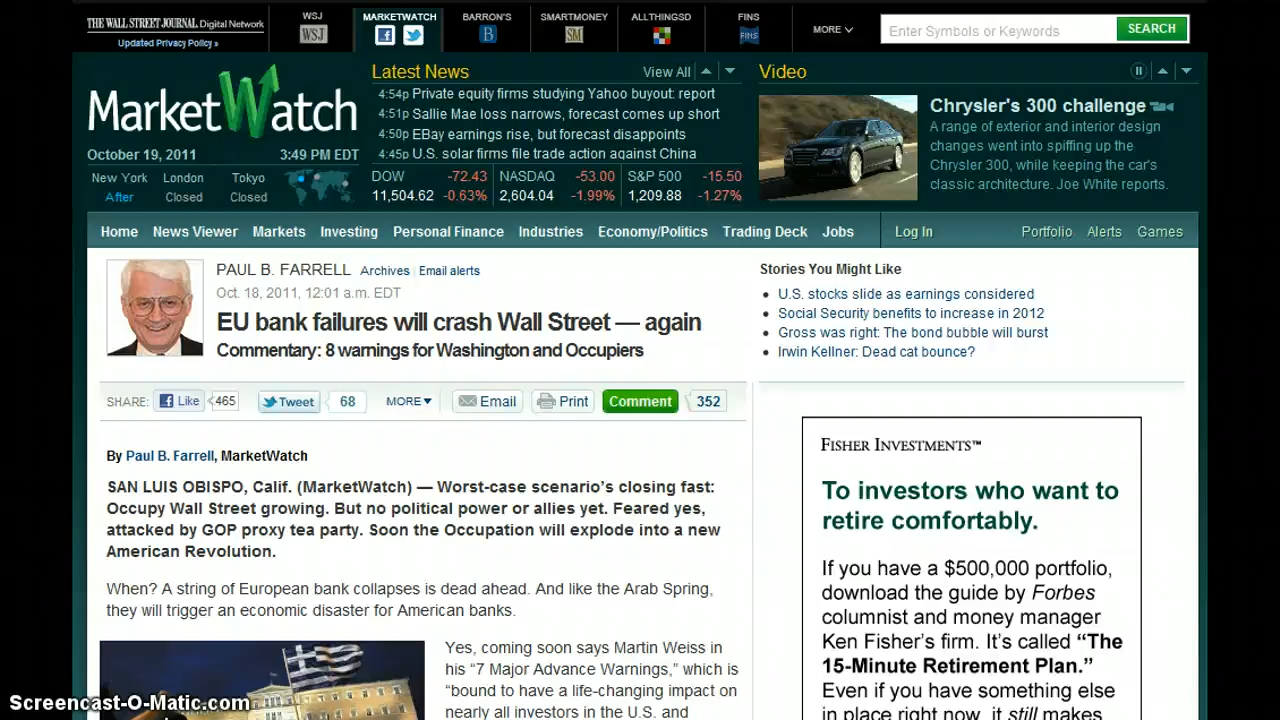 THE WALL STREET JOURNAL. Digital Network
Updated Privacy Policy »
WSJ
WSJ
MARKETWATCH
BARRON'S
B
SMARTMONEY
SM
ALLTHINGSD
FINS
FINS
MORE
Enter Symbols or Keywords
SEARCH
MarketWatch
October 19, 2011 3:49 PM EDT
New York London Tokyo
After Closed Closed
Latest News View All
4:54p Private equity firms studying Yahoo buyout: report
4:51p Sallie Mae loss narrows, forecast comes up short
4:50p EBay earnings rise, but forecast disappoints
4:45p U.S. solar firms file trade action against China
DOW -72.43 NASDAQ -53.00 S&P 500 -15.50
11,504.62 -0.63% 2,604.04 -1.99% 1,209.88 -1.27%
Video
Chrysler's 300 challenge
A range of exterior and interior design
changes went into spiffing up the
Chrysler 300, while keeping the car's
classic architecture. Joe White reports.
Home News Viewer Markets Investing Personal Finance Industries Economy/Politics Trading Deck Jobs Log In Portfolio Alerts Games
PAUL B. FARRELL Archives Email alerts
Oct. 18, 2011, 12:01 a.m. EDT
EU bank failures will crash Wall Street — again
Commentary: 8 warnings for Washington and Occupiers
Stories You Might Like
U.S. stocks slide as earnings considered
Social Security benefits to increase in 2012
Gross was right: The bond bubble will burst
Irwin Kellner: Dead cat bounce?
SHARE: Like 465 Tweet 68 MORE Email Print Comment 352
By Paul B. Farrell, MarketWatch
SAN LUIS OBISPO, Calif. (MarketWatch) — Worst-case scenario's closing fast:
Occupy Wall Street growing. But no political power or allies yet. Feared yes,
attacked by GOP proxy tea party. Soon the Occupation will explode into a new
American Revolution.
When? A string of European bank collapses is dead ahead. And like the Arab Spring,
they will trigger an economic disaster for American banks.
Yes, coming soon says Martin Weiss in
his “7 Major Advance Warnings,” which is
“bound to have a life-changing impact on
nearly all investors in the U.S. and
FISHER INVESTMENTS™
To investors who want to
retire comfortably.
If you have a $500,000 portfolio,
download the guide by Forbes
columnist and money manager
Ken Fisher's firm. It's called “The
15-Minute Retirement Plan.”
Even if you have something else
in place right now, it still makes
Screencast-O-Matic.com